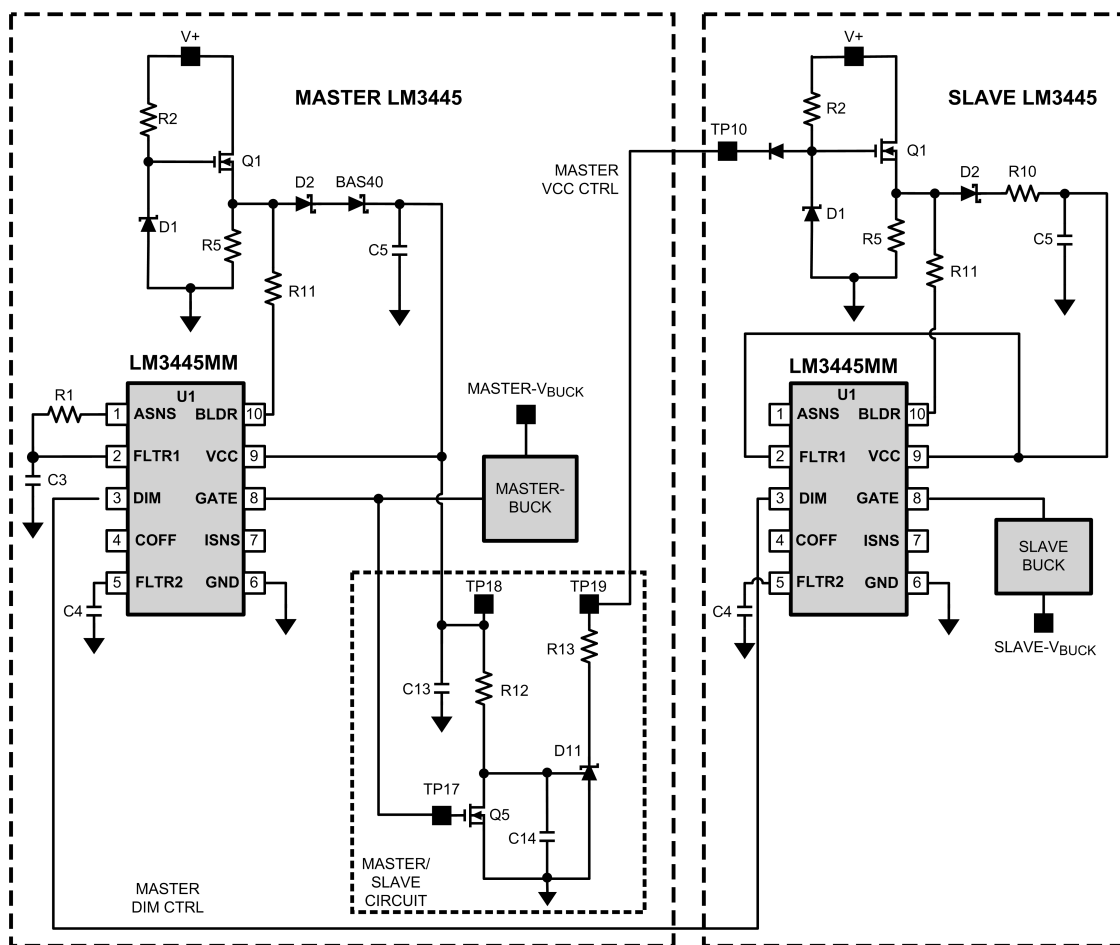 V+
R2
Q1
D1
R5
R11
D2
BAS40
C5
MASTER LM3445
LM3445MM
U1
R1
C3
C4
1 ASNS BLDR 10
2 FLTR1 VCC 9
3 DIM GATE 8
4 COFF ISNS 7
5 FLTR2 GND 6
MASTER-VBUCK
MASTER-
BUCK
TP18
TP19
R13
C13
R12
D11
TP17
Q5
C14
MASTER/
SLAVE
CIRCUIT
MASTER
DIM CTRL
MASTER
VCC CTRL
TP10
V+
SLAVE LM3445
R2
Q1
D1
R5
R11
D2
R10
C5
LM3445MM
U1
1 ASNS BLDR 10
2 FLTR1 VCC 9
3 DIM GATE 8
4 COFF ISNS 7
5 FLTR2 GND 6
C4
SLAVE
BUCK
SLAVE-VBUCK